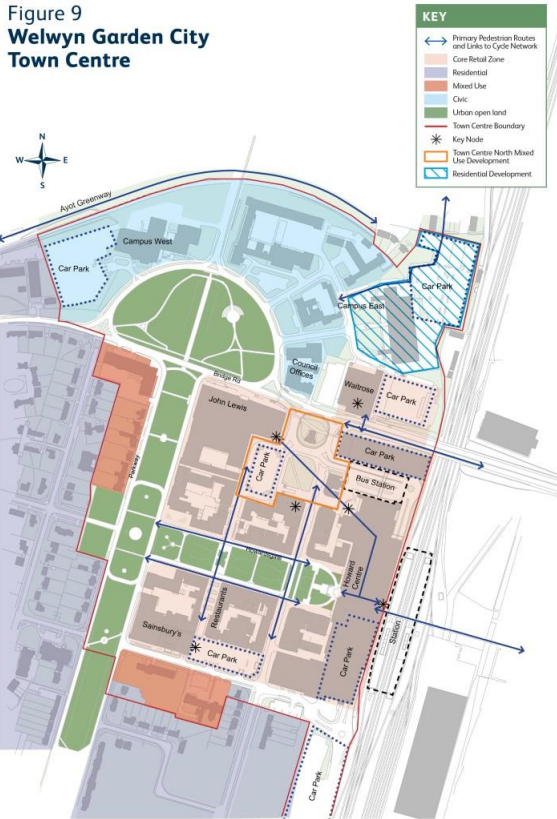 Figure 9
Welwyn Garden City
Town Centre
KEY
Primary Pedestrian Routes
and Links to Cycle Network
Core Retail Zone
Residential
Mixed Use
Civic
Urban open land
Town Centre Boundary
Key Node
Town Centre North Mixed
Use Development
Residential Development
N
W
E
S
Ayot Greenway
Campus West
Car Park
Car Park
Campus East
Council
Offices
Bridge Rd
Waitrose
Car Park
John Lewis
Car Park
Car Park
Bus Station
Parkway
Howard
Centre
Restaurants
Sainsbury's
Car Park
Car Park
Station
Car Park